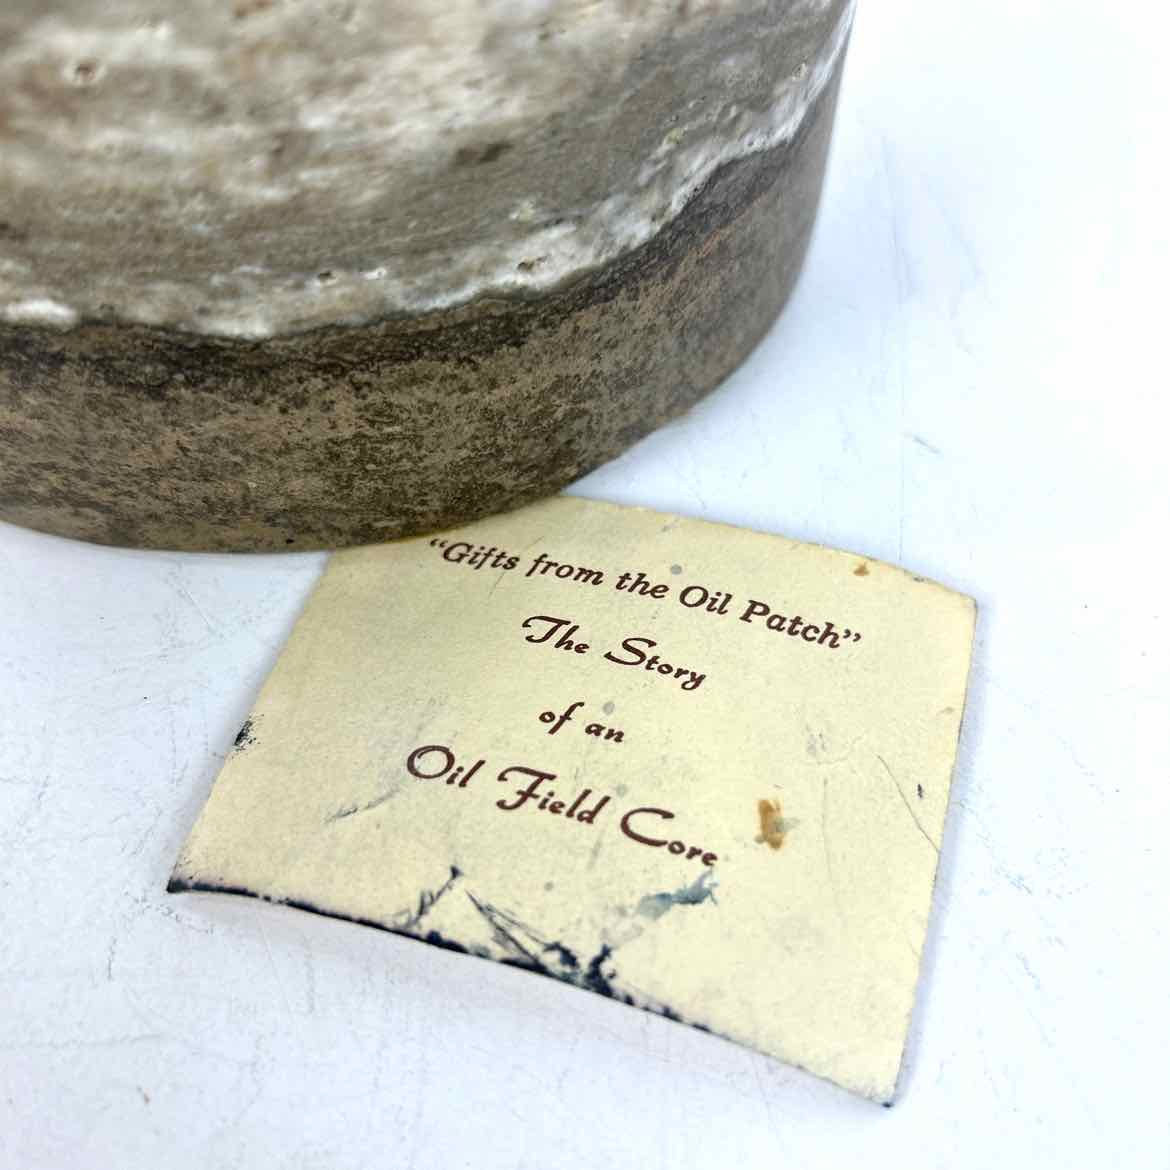 “Gifts from the Oil Patch”
The Story
of an
Oil Field Core